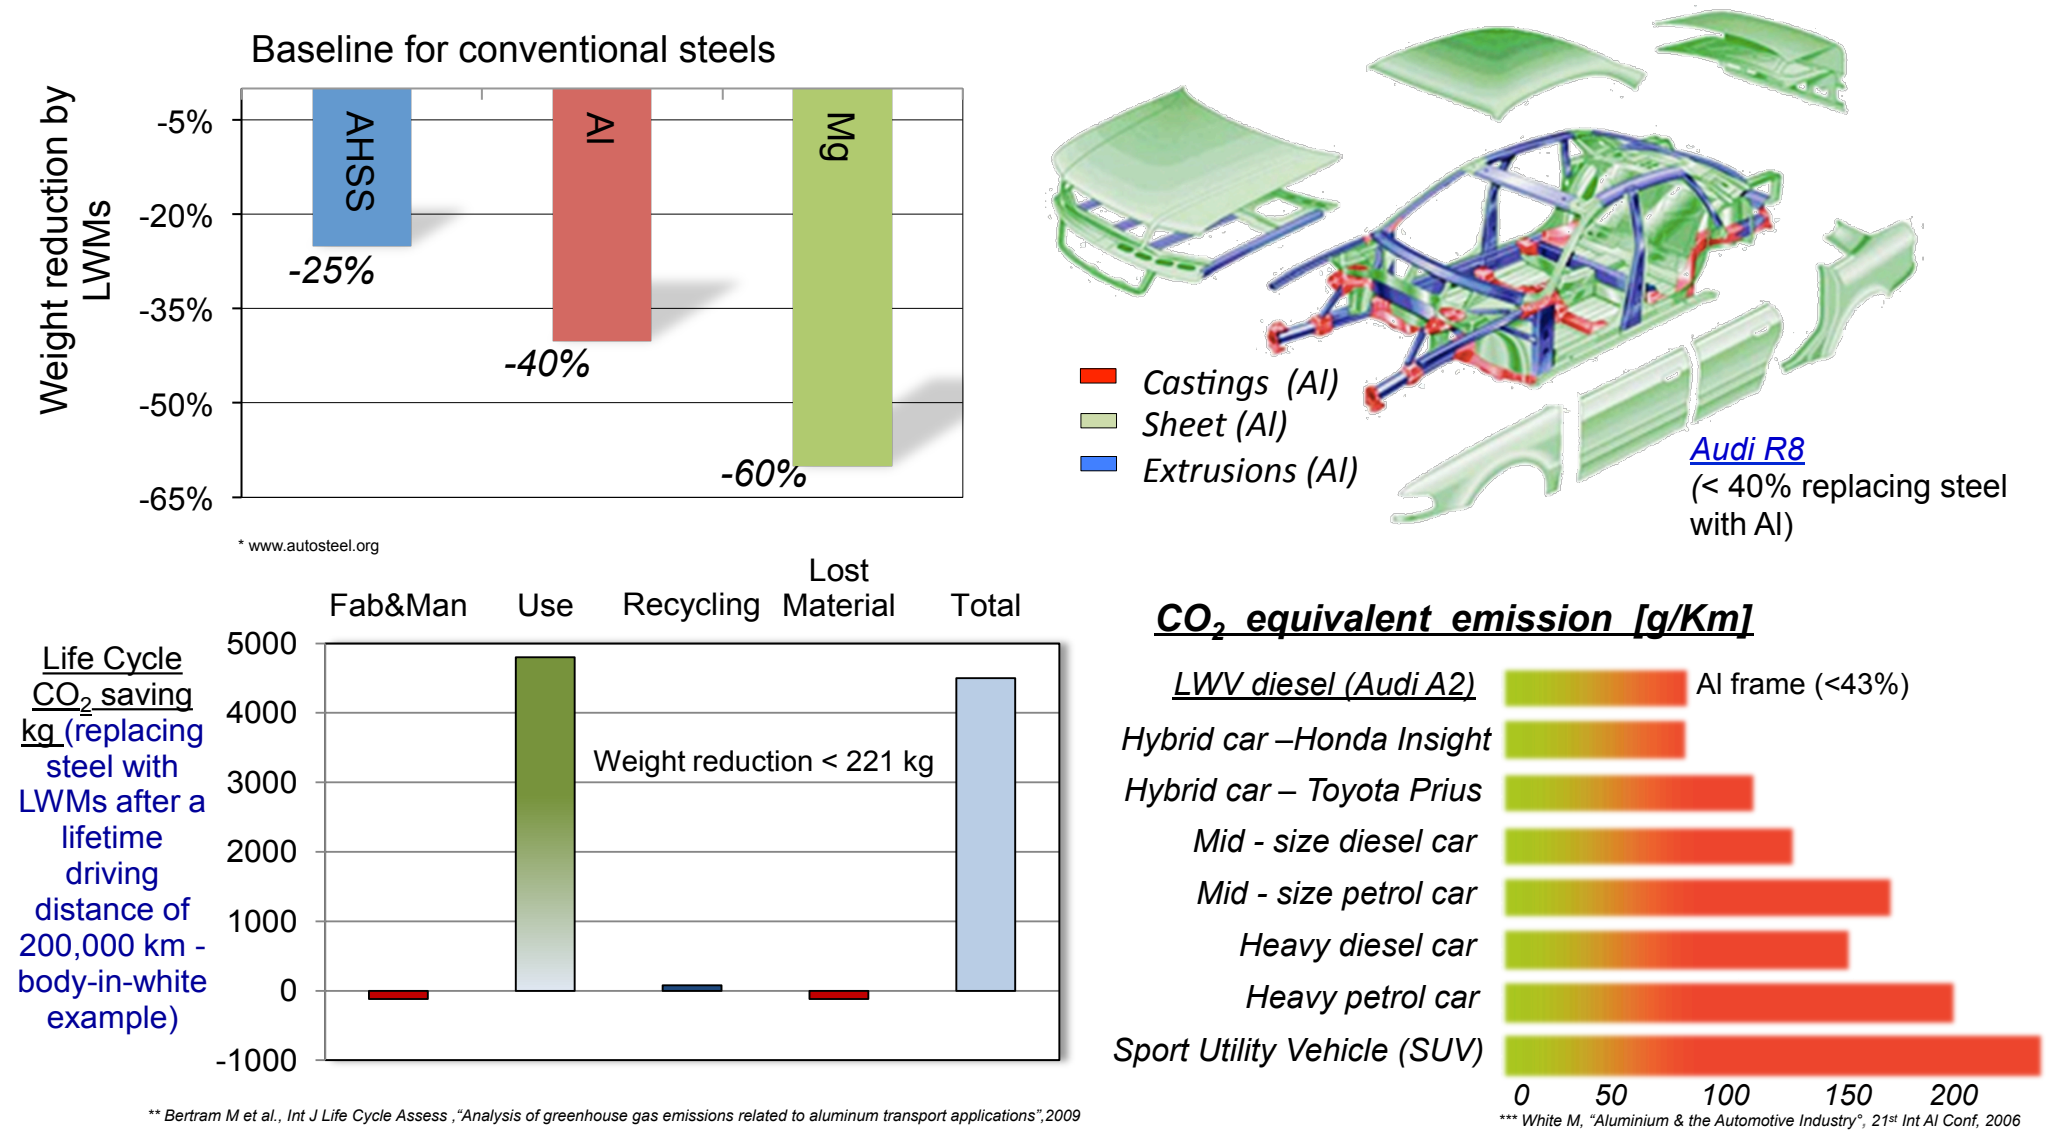 Baseline for conventional steels
Weight reduction by
LWMs
-5%
-20%
-35%
-50%
-65%
AHSS
Al
Mg
-25%
-40%
-60%
* www.autosteel.org
Castings (Al)
Sheet (Al)
Extrusions (Al)
Audi R8
(< 40% replacing steel
with Al)
Life Cycle
CO2 saving
kg (replacing
steel with
LWMs after a
lifetime
driving
distance of
200,000 km -
body-in-white
example)
Fab&Man
Use
Recycling
Lost
Material
Total
5000
4000
3000
2000
1000
0
-1000
Weight reduction < 221 kg
** Bertram M et al., Int J Life Cycle Assess ,“Analysis of greenhouse gas emissions related to aluminum transport applications”,2009
CO2 equivalent emission [g/Km]
LWV diesel (Audi A2)
Al frame (<43%)
Hybrid car –Honda Insight
Hybrid car – Toyota Prius
Mid - size diesel car
Mid - size petrol car
Heavy diesel car
Heavy petrol car
Sport Utility Vehicle (SUV)
0 50 100 150 200
*** White M, “Aluminium & the Automotive Industry°, 21st Int Al Conf, 2006